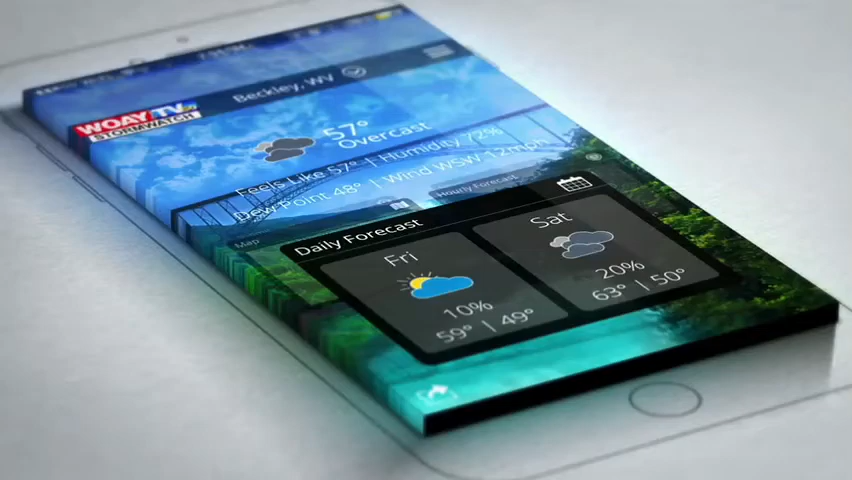 Beckley, WV
WOAY TV
STORMWATCH
57°
Overcast
Feels Like 57° | Humidity 72%
Dew Point 48° | Wind WSW 12mph
Hourly Forecast
Map
Daily Forecast
Fri
10%
59° | 49°
Sat
20%
63° | 50°